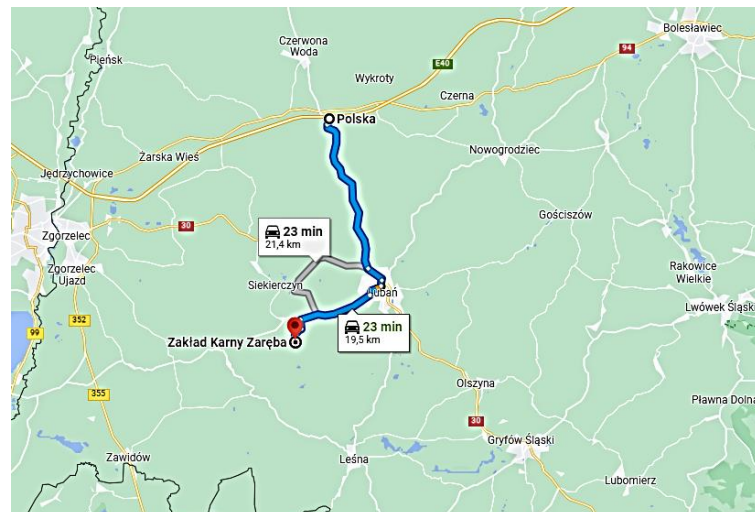 Czerwona
Woda
Bolesławiec
Pieńsk
94
E40
Wykroty
Czerna
Polska
Nowogrodziec
Żarska Wieś
Jędrzychowice
30
23 min
21,4 km
Gościszów
Zgorzelec
Zgorzelec
Ujazd
Rakowice
Wielkie
Siekierczyn
Lubań
Lwówek Śląski
352
99
23 min
19,5 km
Zakład Karny Zaręba
355
Olszyna
Pławna Dolna
30
Gryfów Śląski
Zawidów
Leśna
Lubomierz